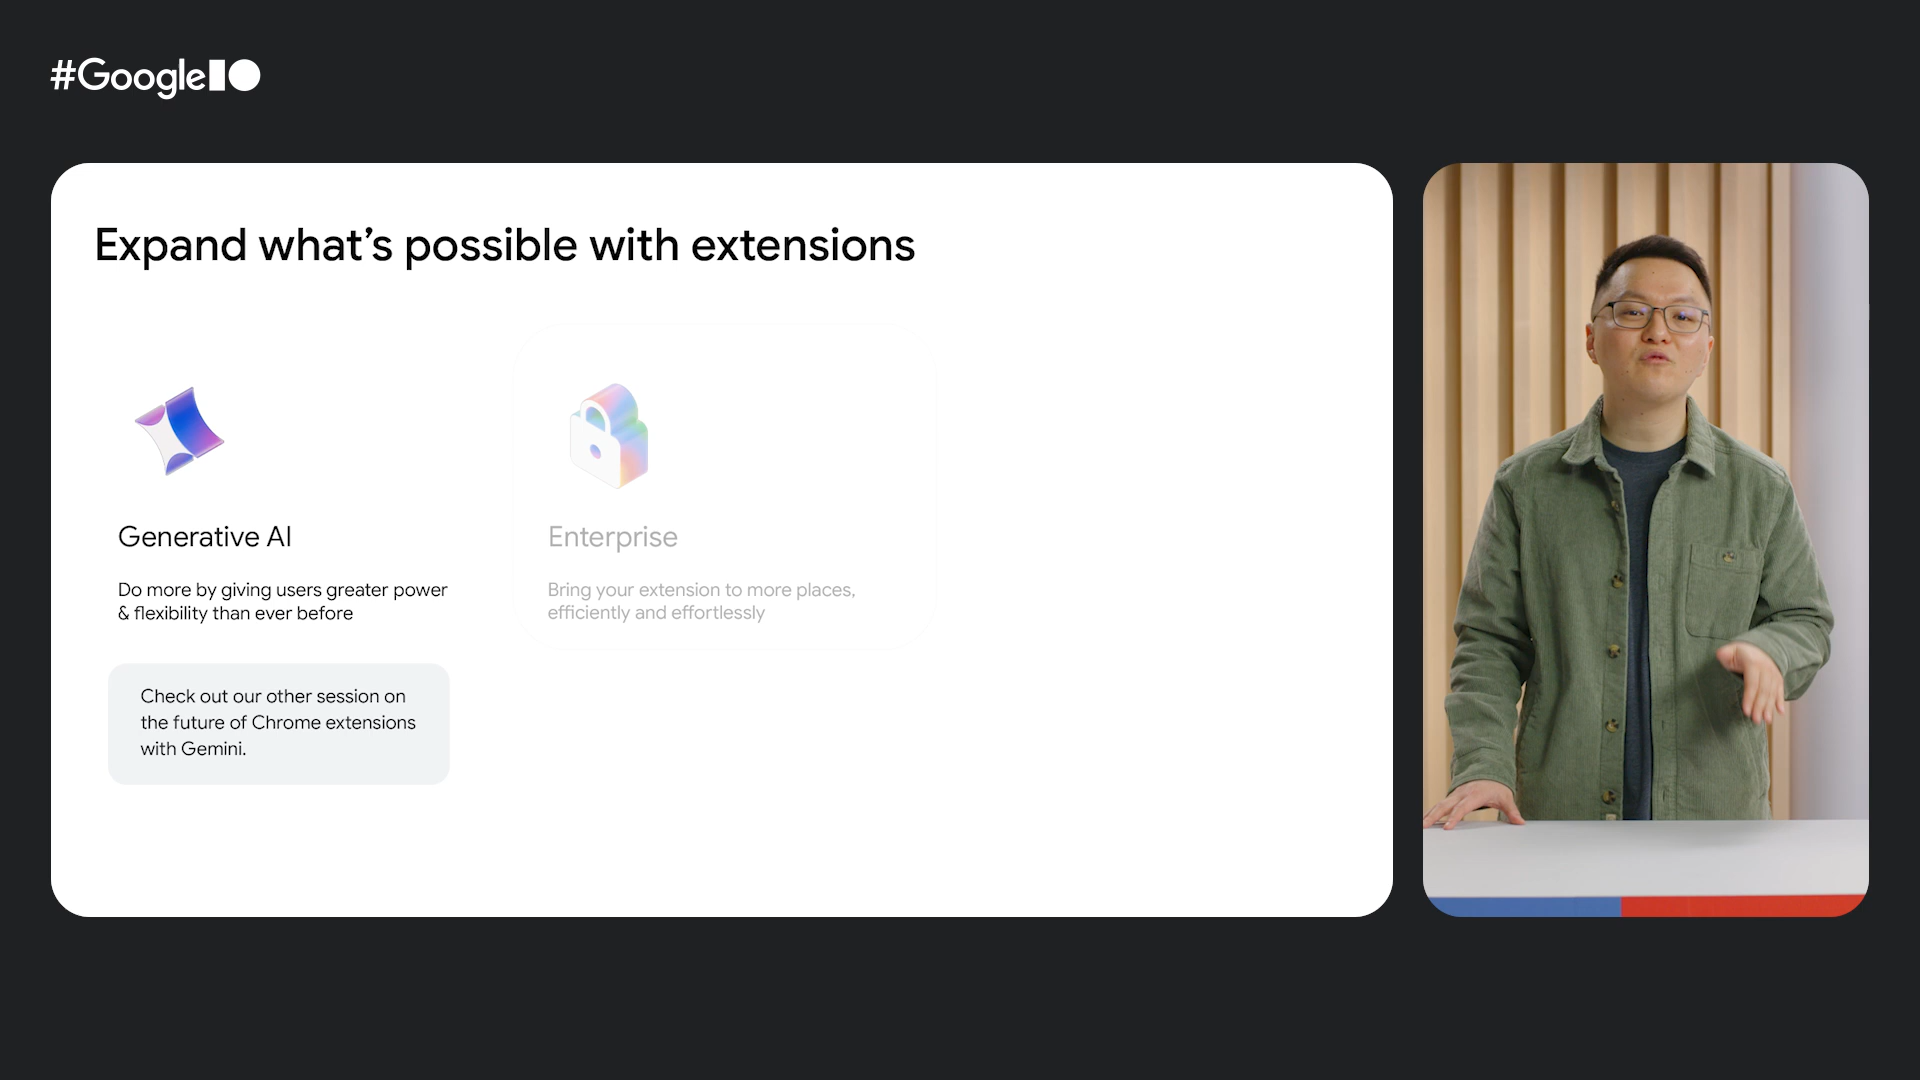 #GoogleIO
Expand what’s possible with extensions
Generative AI
Do more by giving users greater power
& flexibility than ever before
Check out our other session on
the future of Chrome extensions
with Gemini.
Enterprise
Bring your extension to more places,
efficiently and effortlessly